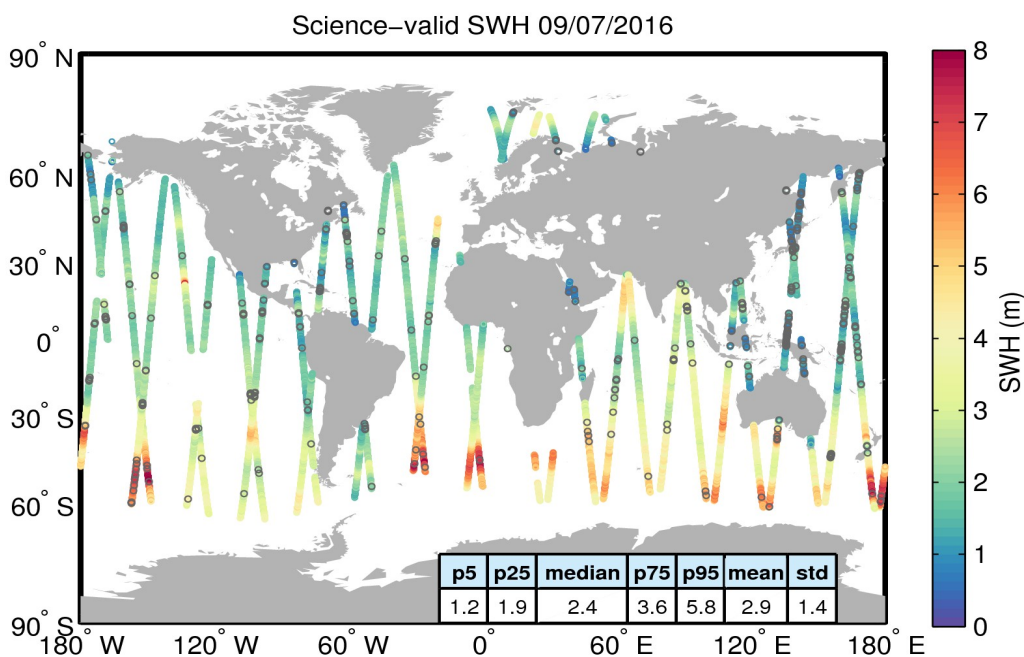 Science−valid SWH 09/07/2016
90° N
60° N
30° N
0°
30° S
60° S
90° S
180° W
120° W
60° W
0°
60° E
120° E
180° E
p5 p25 median p75 p95 mean std
1.2 1.9 2.4 3.6 5.8 2.9 1.4
8
7
6
5
4
3
2
1
0
SWH (m)